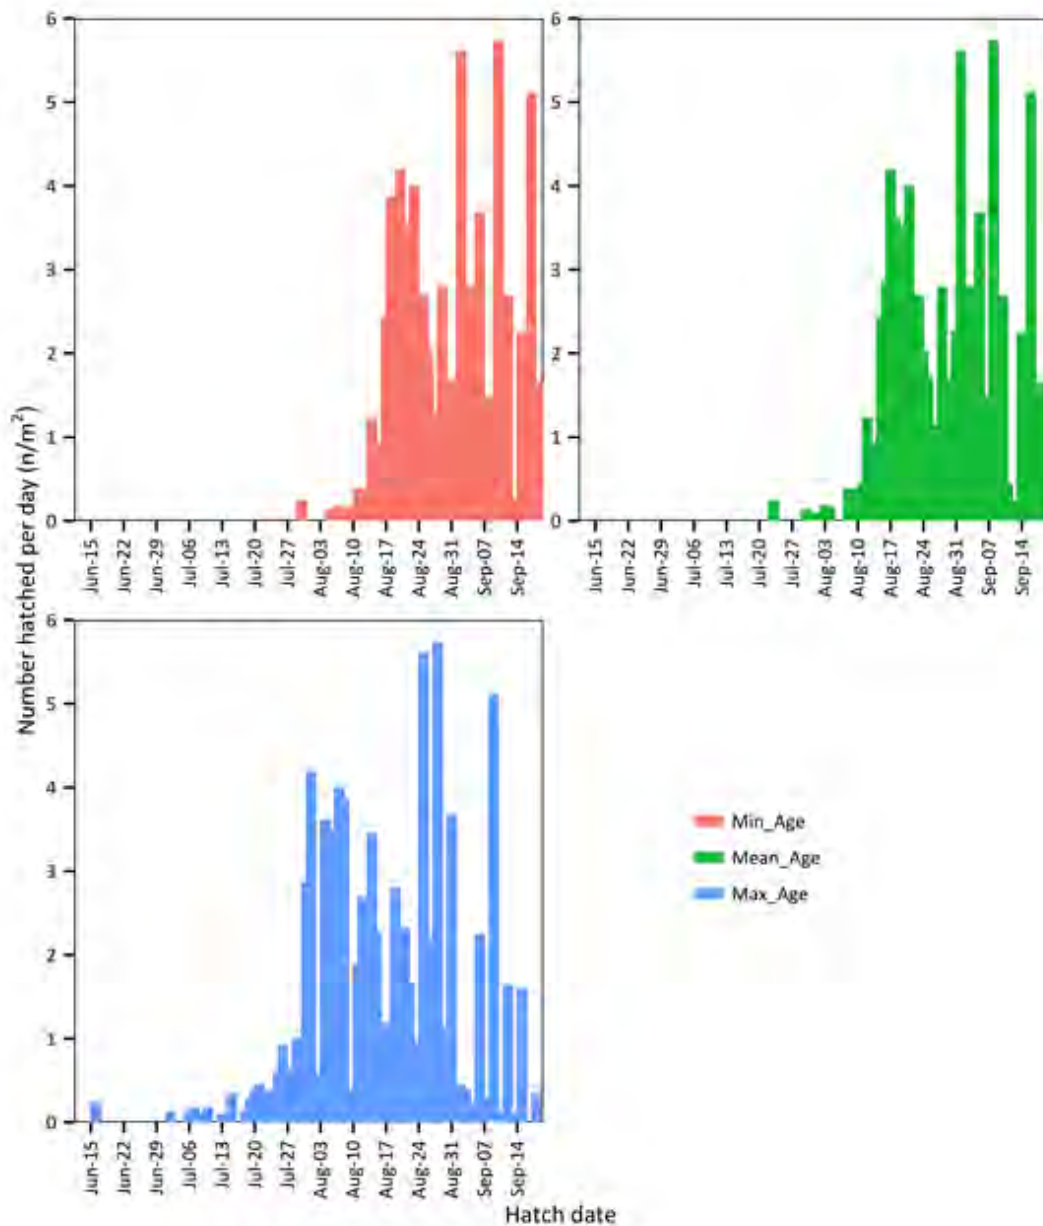 6
5
4
3
2
1
0
Jun-15
Jun-22
Jun-29
Jul-06
Jul-13
Jul-20
Jul-27
Aug-03
Aug-10
Aug-17
Aug-24
Aug-31
Sep-07
Sep-14
6
5
4
3
2
1
0
Jun-15
Jun-22
Jun-29
Jul-06
Jul-13
Jul-20
Jul-27
Aug-03
Aug-10
Aug-17
Aug-24
Aug-31
Sep-07
Sep-14
Number hatched per day (n/m²)
6
5
4
3
2
1
0
Jun-15
Jun-22
Jun-29
Jul-06
Jul-13
Jul-20
Jul-27
Aug-03
Aug-10
Aug-17
Aug-24
Aug-31
Sep-07
Sep-14
Min_Age
Mean_Age
Max_Age
Hatch date